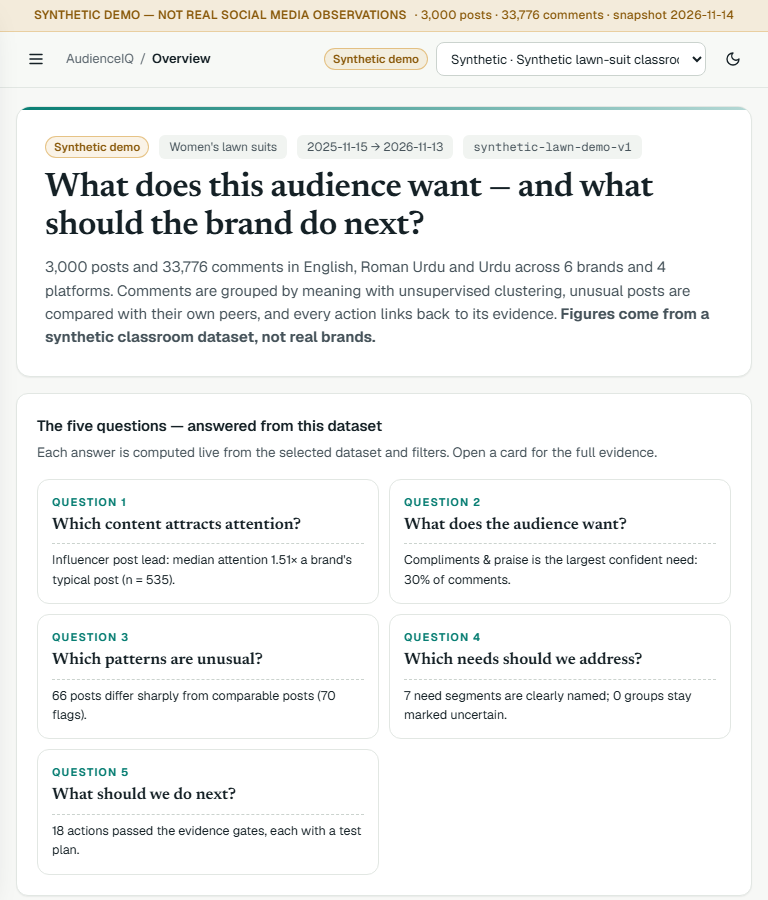 SYNTHETIC DEMO — NOT REAL SOCIAL MEDIA OBSERVATIONS · 3,000 posts · 33,776 comments · snapshot 2026-11-14
AudienceIQ / Overview
Synthetic demo
Synthetic · Synthetic lawn-suit classroo
Synthetic demo
Women's lawn suits
2025-11-15 → 2026-11-13
synthetic-lawn-demo-v1
What does this audience want — and what
should the brand do next?
3,000 posts and 33,776 comments in English, Roman Urdu and Urdu across 6 brands and 4
platforms. Comments are grouped by meaning with unsupervised clustering, unusual posts are
compared with their own peers, and every action links back to its evidence. Figures come from a
synthetic classroom dataset, not real brands.
The five questions — answered from this dataset
Each answer is computed live from the selected dataset and filters. Open a card for the full evidence.
QUESTION 1
Which content attracts attention?
Influencer post lead: median attention 1.51× a brand's
typical post (n = 535).
QUESTION 2
What does the audience want?
Compliments & praise is the largest confident need:
30% of comments.
QUESTION 3
Which patterns are unusual?
66 posts differ sharply from comparable posts (70
flags).
QUESTION 4
Which needs should we address?
7 need segments are clearly named; 0 groups stay
marked uncertain.
QUESTION 5
What should we do next?
18 actions passed the evidence gates, each with a test
plan.